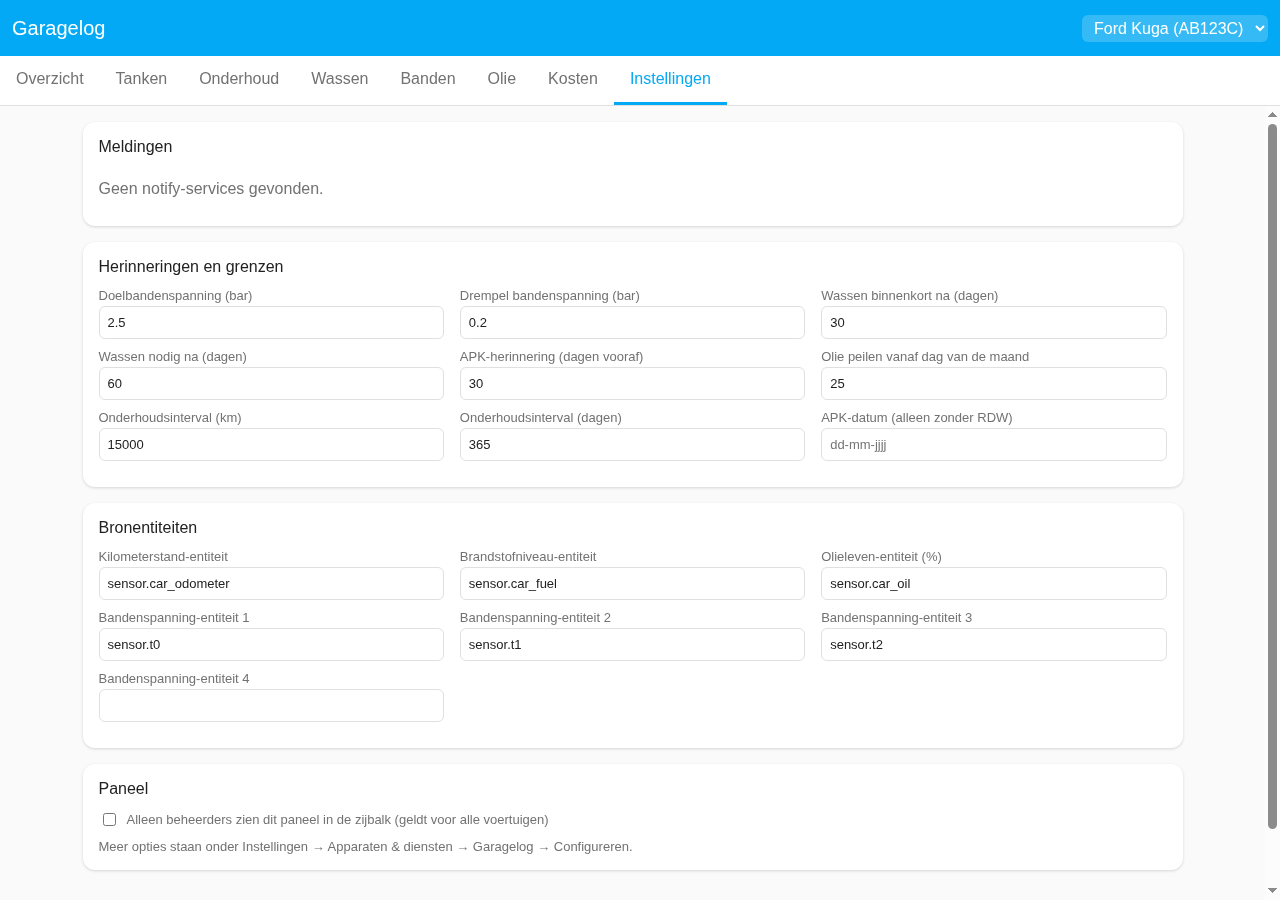 Garagelog
Ford Kuga (AB123C)
Overzicht Tanken Onderhoud Wassen Banden Olie Kosten Instellingen
Meldingen
Geen notify-services gevonden.
Herinneringen en grenzen
Doelbandenspanning (bar) Drempel bandenspanning (bar) Wassen binnenkort na (dagen)
2.5 0.2 30
Wassen nodig na (dagen) APK-herinnering (dagen vooraf) Olie peilen vanaf dag van de maand
60 30 25
Onderhoudsinterval (km) Onderhoudsinterval (dagen) APK-datum (alleen zonder RDW)
15000 365 dd-mm-jjjj
Bronentiteiten
Kilometerstand-entiteit Brandstofniveau-entiteit Olieleven-entiteit (%)
sensor.car_odometer sensor.car_fuel sensor.car_oil
Bandenspanning-entiteit 1 Bandenspanning-entiteit 2 Bandenspanning-entiteit 3
sensor.t0 sensor.t1 sensor.t2
Bandenspanning-entiteit 4
Paneel
Alleen beheerders zien dit paneel in de zijbalk (geldt voor alle voertuigen)
Meer opties staan onder Instellingen → Apparaten & diensten → Garagelog → Configureren.